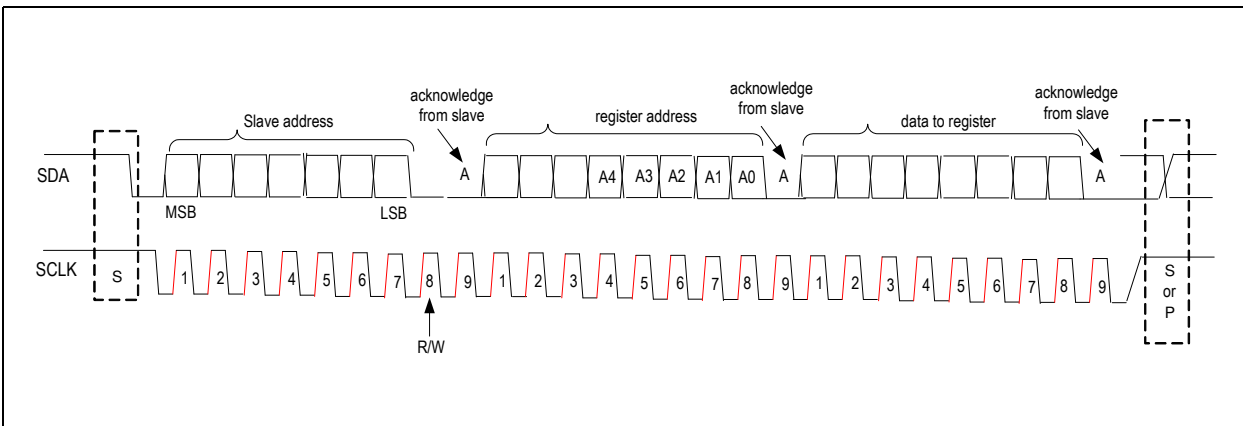 acknowledge
from slave
Slave address
acknowledge
from slave
register address
acknowledge
from slave
data to register
SDA
A
A4 A3 A2 A1 A0
A
A
MSB
LSB
SCLK
S
1 2 3 4 5 6 7 8 9 1 2 3 4 5 6 7 8 9 1 2 3 4 5 6 7 8 9
S
or
P
R/W